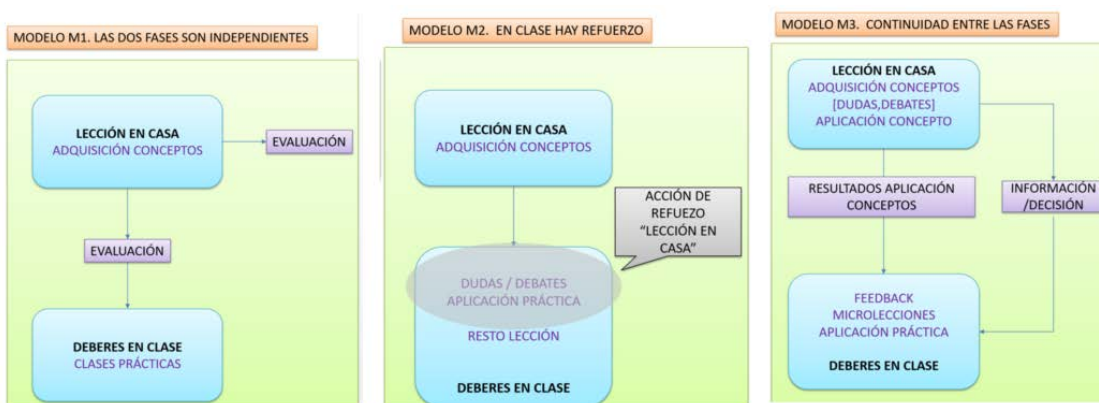 MODELO M1. LAS DOS FASES SON INDEPENDIENTES
LECCIÓN EN CASA
ADQUISICIÓN CONCEPTOS
EVALUACIÓN
EVALUACIÓN
DEBERES EN CLASE
CLASES PRÁCTICAS
MODELO M2. EN CLASE HAY REFUERZO
LECCIÓN EN CASA
ADQUISICIÓN CONCEPTOS
ACCIÓN DE
REFUEZO
“LECCIÓN EN
CASA”
DUDAS / DEBATES
APLICACIÓN PRÁCTICA
RESTO LECCIÓN
DEBERES EN CLASE
MODELO M3. CONTINUIDAD ENTRE LAS FASES
LECCIÓN EN CASA
ADQUISICIÓN CONCEPTOS
[DUDAS,DEBATES]
APLICACIÓN CONCEPTO
RESULTADOS APLICACIÓN
CONCEPTOS
INFORMACIÓN
/DECISIÓN
FEEDBACK
MICROLECCIONES
APLICACIÓN PRÁCTICA
DEBERES EN CLASE